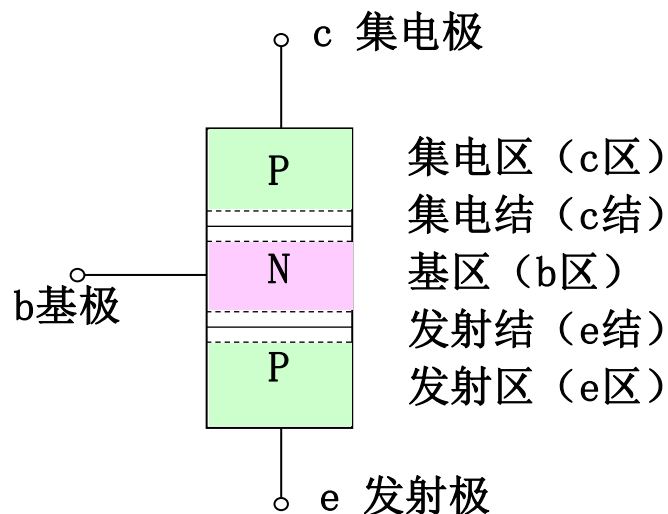 c 集电极
P
集电区（c区）
集电结（c结）
N
基区（b区）
b基极
发射结（e结）
P
发射区（e区）
e 发射极